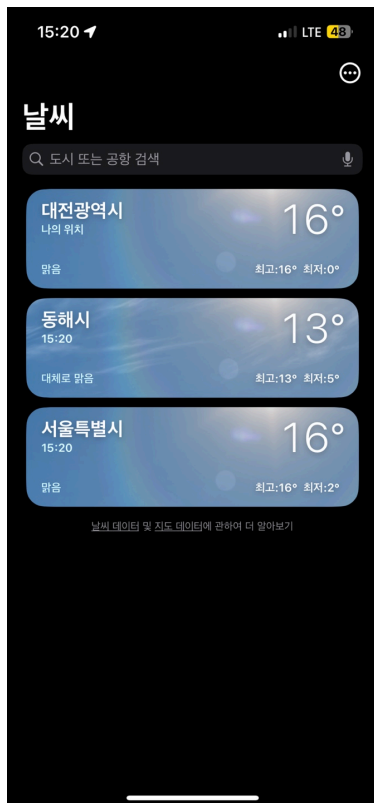 15:20
LTE 48
날씨
도시 또는 공항 검색
대전광역시
16°
나의 위치
맑음
최고:16° 최저:0°
동해시
13°
15:20
대체로 맑음
최고:13° 최저:5°
서울특별시
16°
15:20
맑음
최고:16° 최저:2°
날씨 데이터 및 지도 데이터에 관하여 더 알아보기